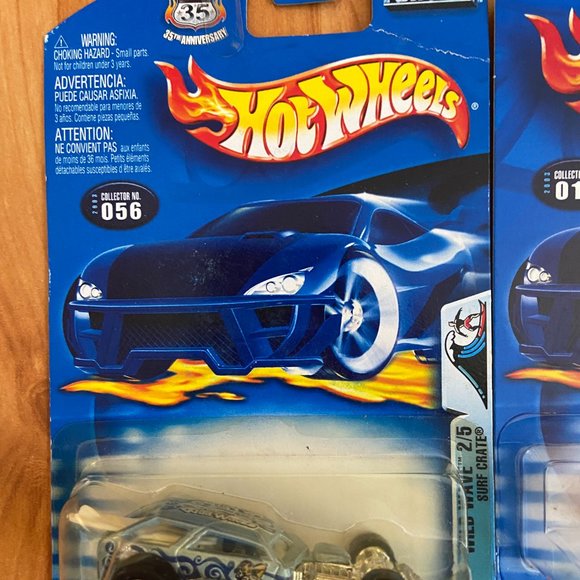 35
35TH ANNIVERSARY
WARNING:
CHOKING HAZARD - Small parts.
Not for children under 3 years.
ADVERTENCIA:
PUEDE CAUSAR ASFIXIA.
No recomendable para menores de
3 años. Contiene piezas pequeñas.
ATTENTION:
NE CONVIENT PAS aux enfants
de moins de 36 mois. Petits éléments
détachables susceptibles d'être avalés.
HOT WHEELS®
2003
COLLECTOR NO.
056
WILD WAVE™ 2/5
SURF CRATE®
2003
COLLECTOR
01